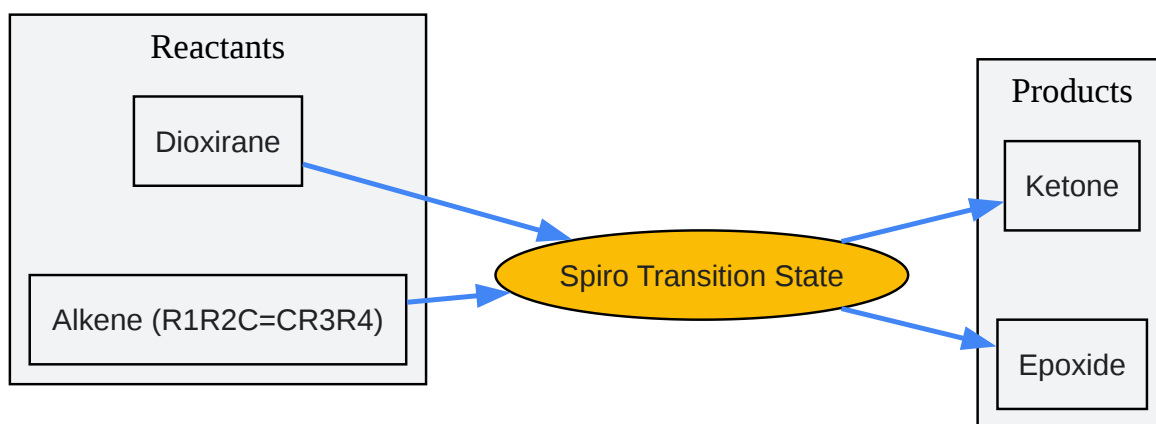 Reactants
Dioxirane
Alkene (R1R2C=CR3R4)
Spiro Transition State
Products
Ketone
Epoxide